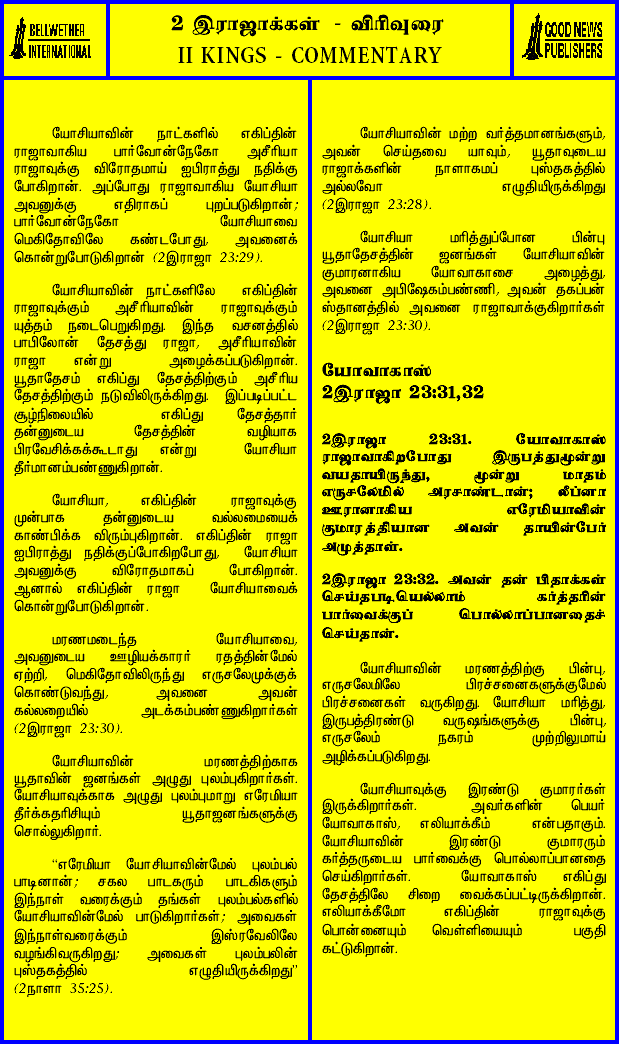 BELLWETHER
INTERNATIONAL
2 இராஜாக்கள் - விரிவுரை
II KINGS - COMMENTARY
GOOD NEWS
PUBLISHERS
யோசியாவின் நாட்களில் எகிப்தின்
ராஜாவாகிய பார்வோன்நேகோ அசீரியா
ராஜாவுக்கு விரோதமாய் ஐபிராத்து நதிக்கு
போகிறான். அப்போது ராஜாவாகிய யோசியா
அவனுக்கு எதிராகப் புறப்படுகிறான்;
பார்வோன்நேகோ யோசியாவை
மெகிதோவிலே கண்டபோது, அவனைக்
கொன்றுபோடுகிறான் (2இராஜா 23:29).
யோசியாவின் நாட்களிலே எகிப்தின்
ராஜாவுக்கும் அசீரியாவின் ராஜாவுக்கும்
யுத்தம் நடைபெறுகிறது. இந்த வசனத்தில்
பாபிலோன் தேசத்து ராஜா, அசீரியாவின்
ராஜா என்று அழைக்கப்படுகிறான்.
யூதாதேசம் எகிப்து தேசத்திற்கும் அசீரிய
தேசத்திற்கும் நடுவிலிருக்கிறது. இப்படிப்பட்ட
சூழ்நிலையில் எகிப்து தேசத்தார்
தன்னுடைய தேசத்தின் வழியாக
பிரவேசிக்கக்கூடாது என்று யோசியா
தீர்மானம்பண்ணுகிறான்.
யோசியா, எகிப்தின் ராஜாவுக்கு
முன்பாக தன்னுடைய வல்லமையைக்
காண்பிக்க விரும்புகிறான். எகிப்தின் ராஜா
ஐபிராத்து நதிக்குப்போகிறபோது, யோசியா
அவனுக்கு விரோதமாகப் போகிறான்.
ஆனால் எகிப்தின் ராஜா யோசியாவைக்
கொன்றுபோடுகிறான்.
மரணமடைந்த யோசியாவை,
அவனுடைய ஊழியக்காரர் ரதத்தின்மேல்
ஏற்றி, மெகிதோவிலிருந்து எருசலேமுக்குக்
கொண்டுவந்து, அவனை அவன்
கல்லறையில் அடக்கம்பண்ணுகிறார்கள்
(2இராஜா 23:30).
யோசியாவின் மரணத்திற்காக
யூதாவின் ஜனங்கள் அழுது புலம்புகிறார்கள்.
யோசியாவுக்காக அழுது புலம்புமாறு எரேமியா
தீர்க்கதரிசியும் யூதாஜனங்களுக்கு
சொல்லுகிறார்.
“எரேமியா யோசியாவின்மேல் புலம்பல்
பாடினான்; சகல பாடகரும் பாடகிகளும்
இந்நாள் வரைக்கும் தங்கள் புலம்பல்களில்
யோசியாவின்மேல் பாடுகிறார்கள்; அவைகள்
இந்நாள்வரைக்கும் இஸ்ரவேலிலே
வழங்கிவருகிறது; அவைகள் புலம்பலின்
புஸ்தகத்தில் எழுதியிருக்கிறது”
(2நாளா 35:25).
யோசியாவின் மற்ற வர்த்தமானங்களும்,
அவன் செய்தவை யாவும், யூதாவுடைய
ராஜாக்களின் நாளாகமப் புஸ்தகத்தில்
அல்லவோ எழுதியிருக்கிறது
(2இராஜா 23:28).
யோசியா மரித்துப்போன பின்பு
யூதாதேசத்தின் ஜனங்கள் யோசியாவின்
குமாரனாகிய யோவாகாசை அழைத்து,
அவனை அபிஷேகம்பண்ணி, அவன் தகப்பன்
ஸ்தானத்தில் அவனை ராஜாவாக்குகிறார்கள்
(2இராஜா 23:30).
யோவாகாஸ்
2இராஜா 23:31,32
2இராஜா 23:31. யோவாகாஸ்
ராஜாவாகிறபோது இருபத்துமூன்று
வயதாயிருந்து, மூன்று மாதம்
எருசலேமில் அரசாண்டான்; லீப்னா
ஊரானாகிய எரேமியாவின்
குமாரத்தியான அவன் தாயின்பேர்
அமுத்தாள்.
2இராஜா 23:32. அவன் தன் பிதாக்கள்
செய்தபடியெல்லாம் கர்த்தரின்
பார்வைக்குப் பொல்லாப்பானதைச்
செய்தான்.
யோசியாவின் மரணத்திற்கு பின்பு,
எருசலேமிலே பிரச்சனைகளுக்குமேல்
பிரச்சனைகள் வருகிறது. யோசியா மரித்து,
இருபத்திரண்டு வருஷங்களுக்கு பின்பு,
எருசலேம் நகரம் முற்றிலுமாய்
அழிக்கப்படுகிறது.
யோசியாவுக்கு இரண்டு குமாரர்கள்
இருக்கிறார்கள். அவர்களின் பெயர்
யோவாகாஸ், எலியாக்கீம் என்பதாகும்.
யோசியாவின் இரண்டு குமாரரும்
கர்த்தருடைய பார்வைக்கு பொல்லாப்பானதை
செய்கிறார்கள். யோவாகாஸ் எகிப்து
தேசத்திலே சிறை வைக்கப்பட்டிருக்கிறான்.
எலியாக்கீமோ எகிப்தின் ராஜாவுக்கு
பொன்னையும் வெள்ளியையும் பகுதி
கட்டுகிறான்.